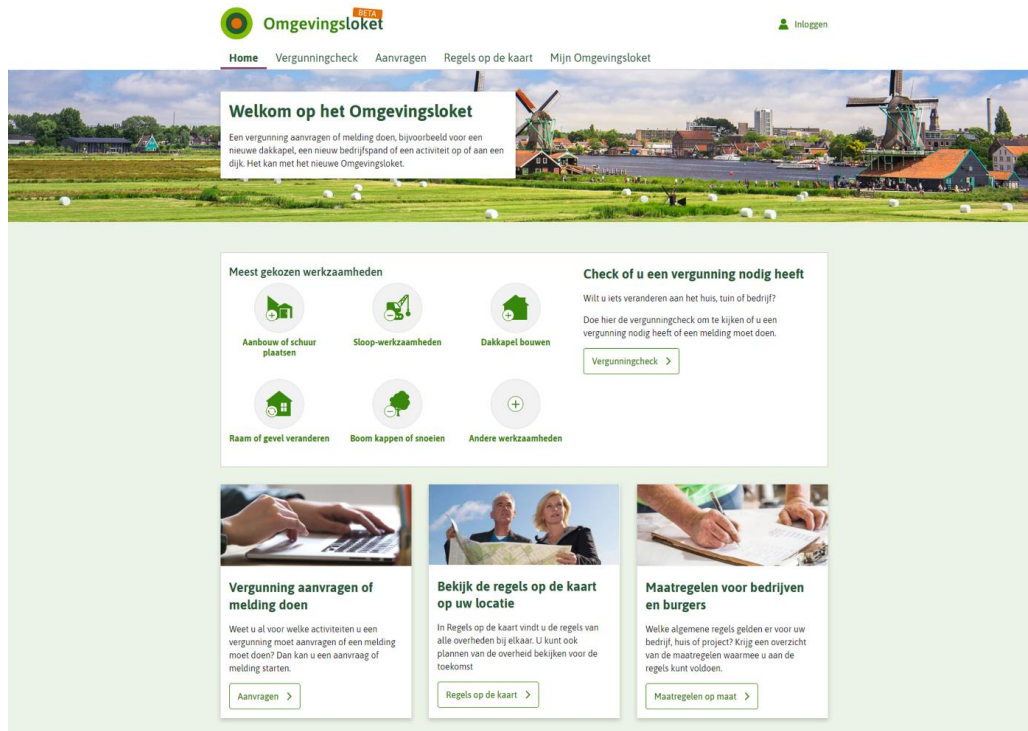 Omgevingsloket
BETA
Inloggen
Home Vergunningcheck Aanvragen Regels op de kaart Mijn Omgevingsloket
Welkom op het Omgevingsloket
Een vergunning aanvragen of melding doen, bijvoorbeeld voor een
nieuwe dakkapel, een nieuw bedrijfspand of een activiteit op of aan een
dijk. Het kan met het nieuwe Omgevingsloket.
Meest gekozen werkzaamheden
Aanbouw of schuur
plaatsen
Sloop-werkzaamheden
Dakkapel bouwen
Raam of gevel veranderen
Boom kappen of snoeien
Andere werkzaamheden
Check of u een vergunning nodig heeft
Wilt u iets veranderen aan het huis, tuin of bedrijf?
Doe hier de vergunningcheck om te kijken of u een
vergunning nodig heeft of een melding moet doen.
Vergunningcheck
Vergunning aanvragen of
melding doen
Weet u al voor welke activiteiten u een
vergunning moet aanvragen of een melding
moet doen? Dan kan u een aanvraag of
melding starten.
Aanvragen
Bekijk de regels op de kaart
op uw locatie
In Regels op de kaart vindt u de regels van
alle overheden bij elkaar. U kunt ook
plannen van de overheid bekijken voor de
toekomst
Regels op de kaart
Maatregelen voor bedrijven
en burgers
Welke algemene regels gelden er voor uw
bedrijf, huis of project? Krijg een overzicht
van de maatregelen waarmee u aan de
regels kunt voldoen.
Maatregelen op maat